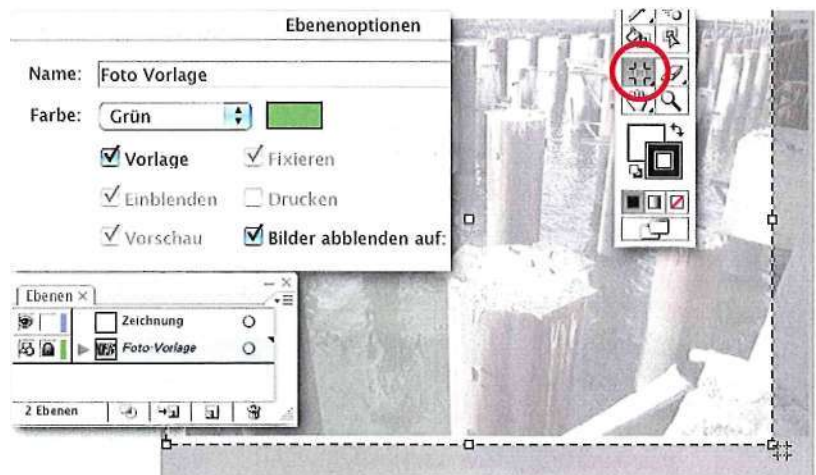 Ebenenoptionen
Name: Foto Vorlage
Farbe: Grün
Vorlage Fixieren
Einblenden Drucken
Vorschau Bilder abblenden auf:
Ebenen ×
Zeichnung
Foto-Vorlage
2 Ebenen